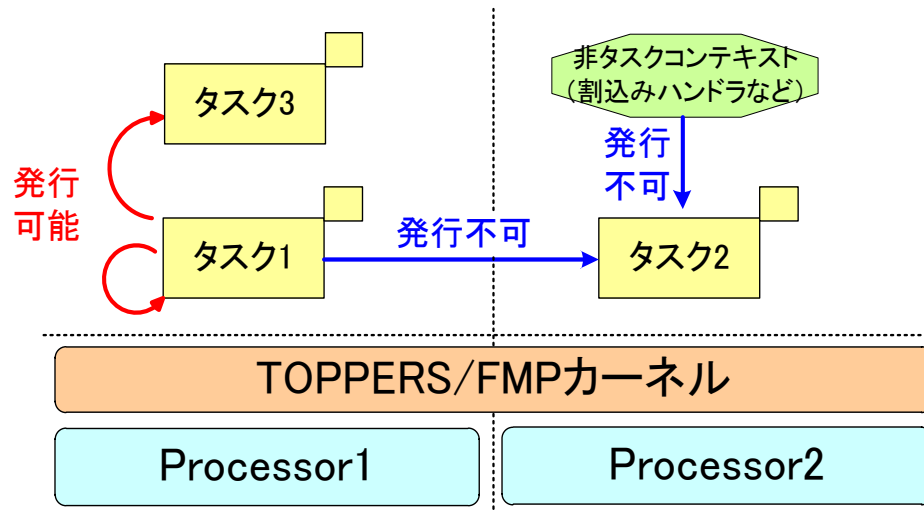 非タスクコンテキスト
(割込みハンドラなど)
タスク3
発行
不可
発行
可能
発行不可
タスク1
タスク2
TOPPERS/FMPカーネル
Processor1
Processor2